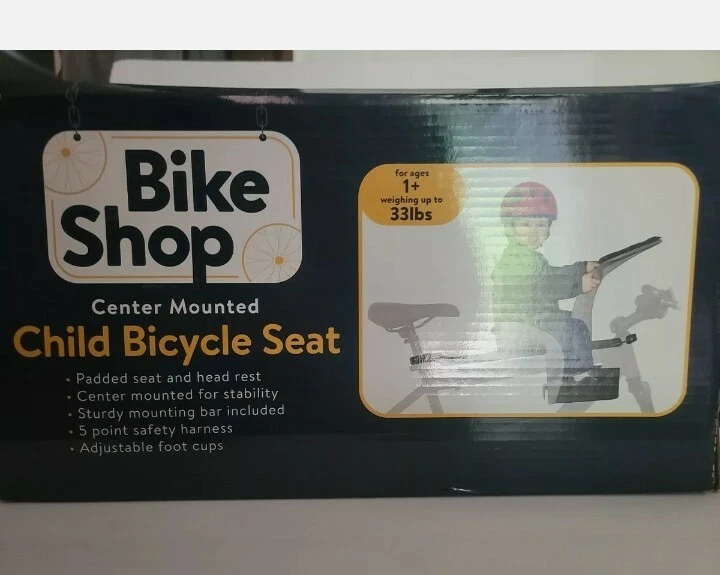 Bike
Shop
Center Mounted
Child Bicycle Seat
• Padded seat and head rest
• Center mounted for stability
• Sturdy mounting bar included
• 5 point safety harness
• Adjustable foot cups
for ages
1+
weighing up to
33lbs